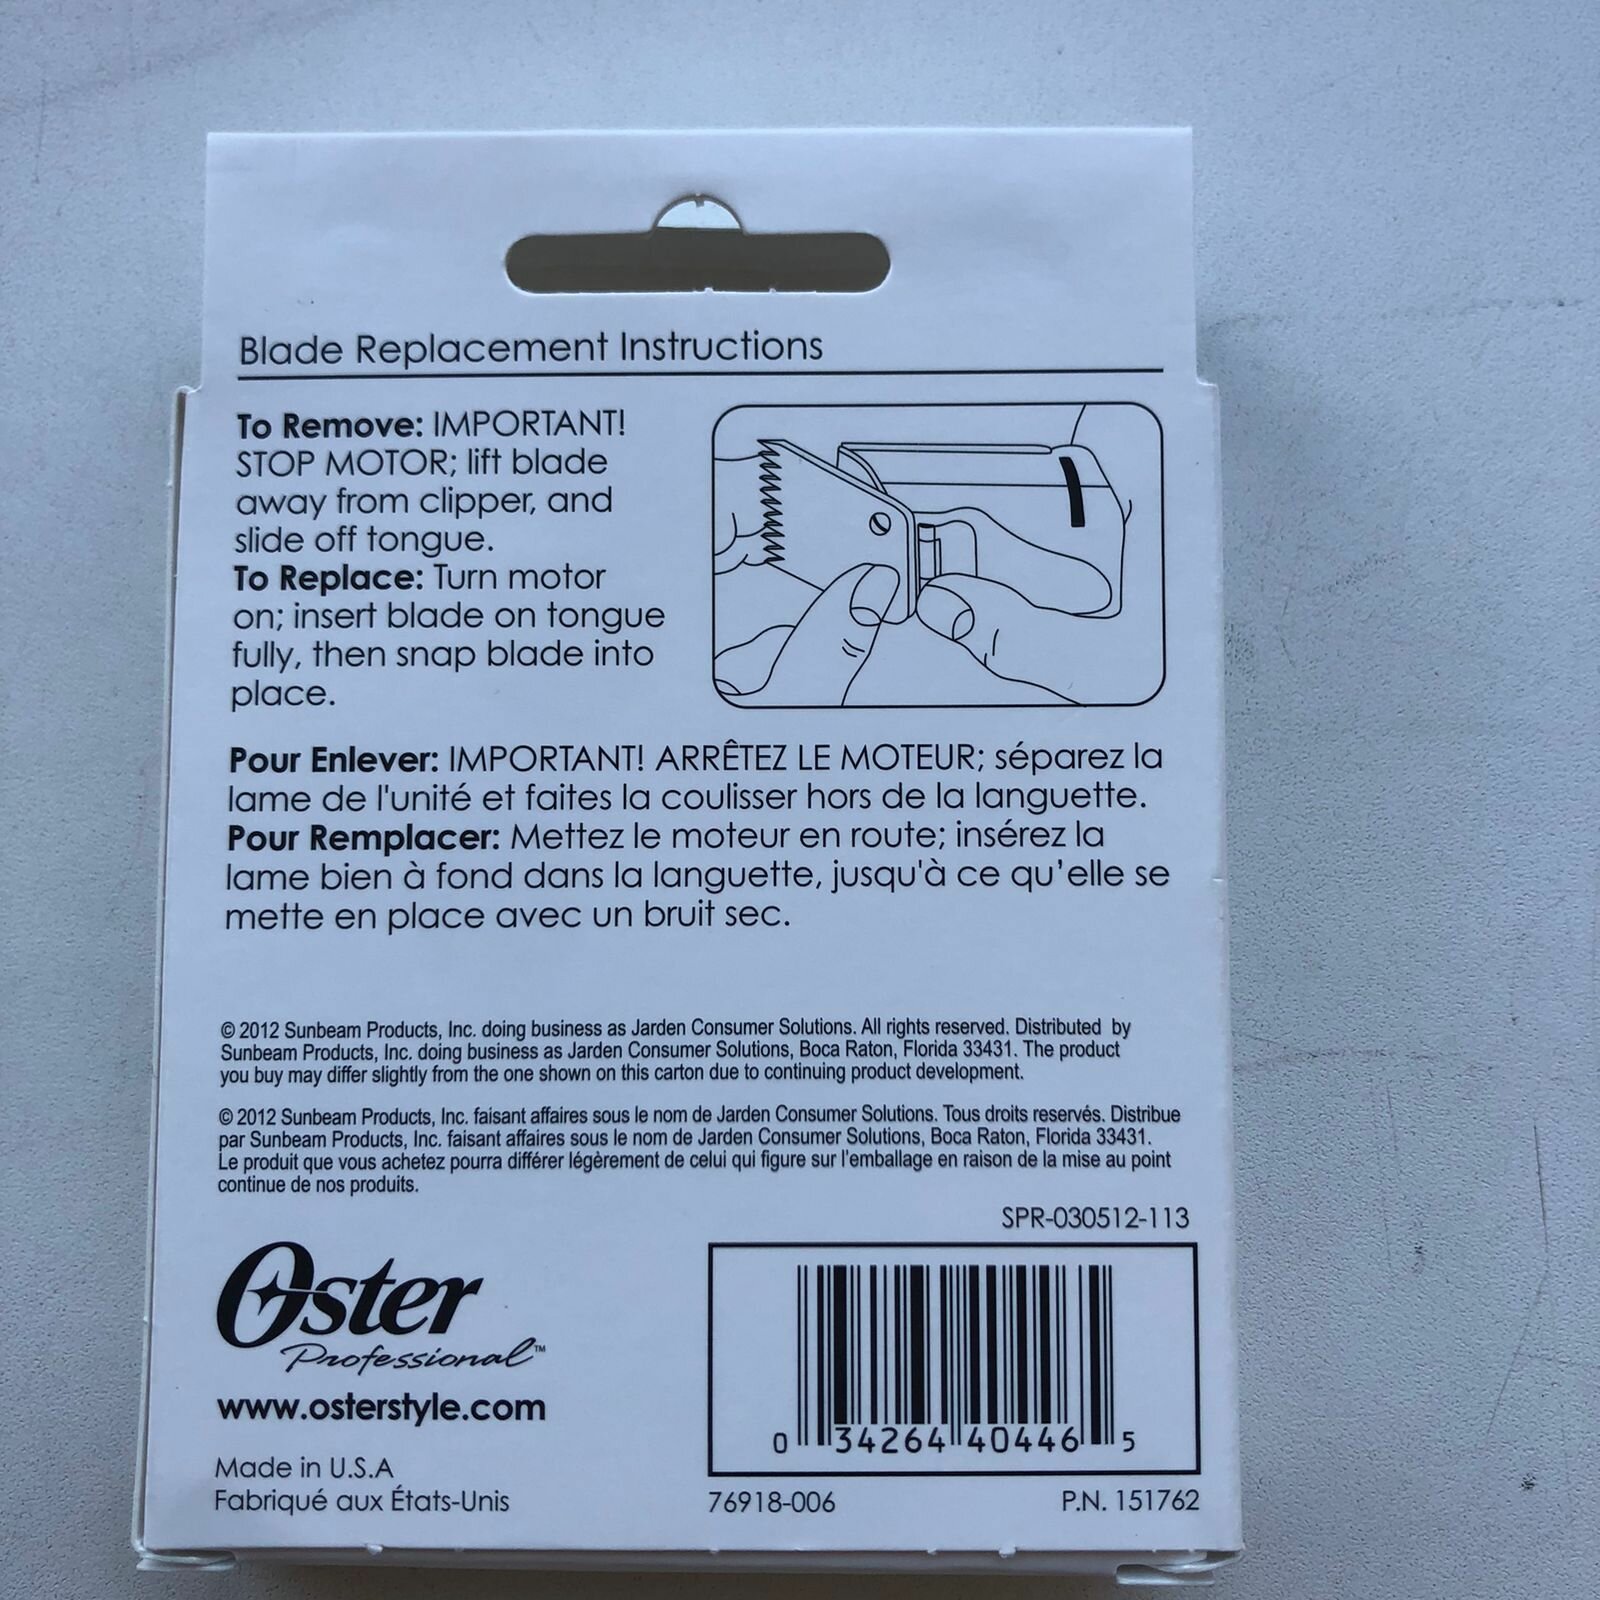 Blade Replacement Instructions
To Remove: IMPORTANT!
STOP MOTOR; lift blade
away from clipper, and
slide off tongue.
To Replace: Turn motor
on; insert blade on tongue
fully, then snap blade into
place.
Pour Enlever: IMPORTANT! ARRÊTEZ LE MOTEUR; séparez la
lame de l'unité et faites la coulisser hors de la languette.
Pour Remplacer: Mettez le moteur en route; insérez la
lame bien à fond dans la languette, jusqu'à ce qu’elle se
mette en place avec un bruit sec.
© 2012 Sunbeam Products, Inc. doing business as Jarden Consumer Solutions. All rights reserved. Distributed by
Sunbeam Products, Inc. doing business as Jarden Consumer Solutions, Boca Raton, Florida 33431. The product
you buy may differ slightly from the one shown on this carton due to continuing product development.
© 2012 Sunbeam Products, Inc. faisant affaires sous le nom de Jarden Consumer Solutions. Tous droits reservés. Distribue
par Sunbeam Products, Inc. faisant affaires sous le nom de Jarden Consumer Solutions, Boca Raton, Florida 33431.
Le produit que vous achetez pourra différer légèrement de celui qui figure sur l'emballage en raison de la mise au point
continue de nos produits.
SPR-030512-113
Oster
Professional™
www.osterstyle.com
Made in U.S.A
Fabriqué aux États-Unis
0 34264 40446 5
76918-006
P.N. 151762